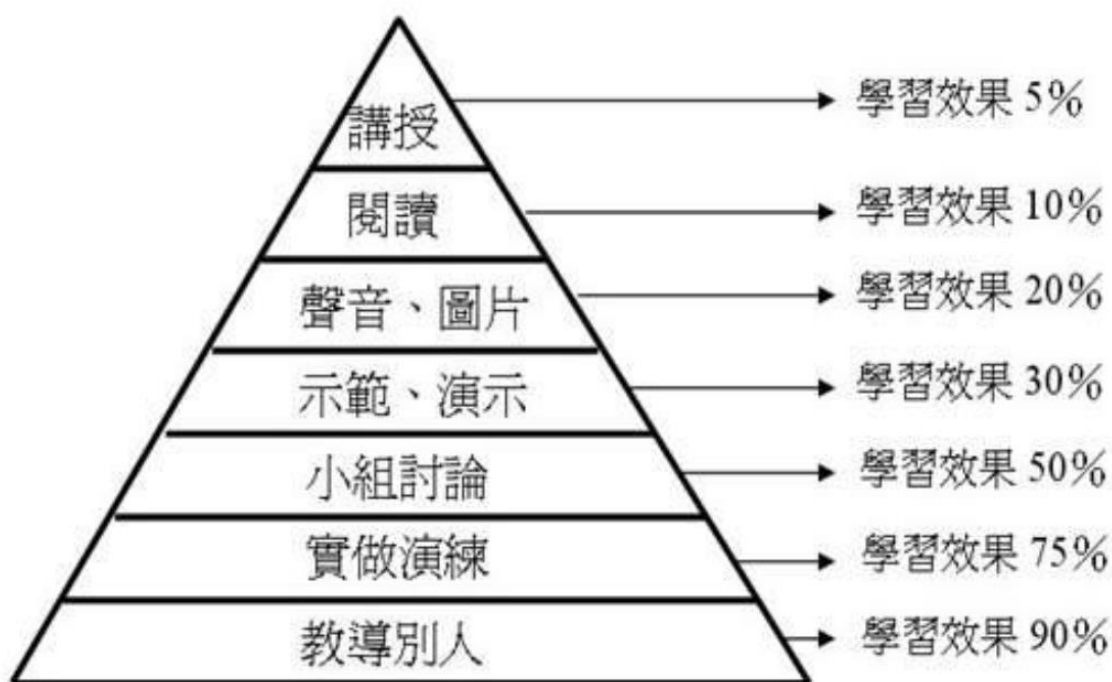 講授
學習效果 5%
閱讀
學習效果 10%
聲音、圖片
學習效果 20%
示範、演示
學習效果 30%
小組討論
學習效果 50%
實做演練
學習效果 75%
教導別人
學習效果 90%